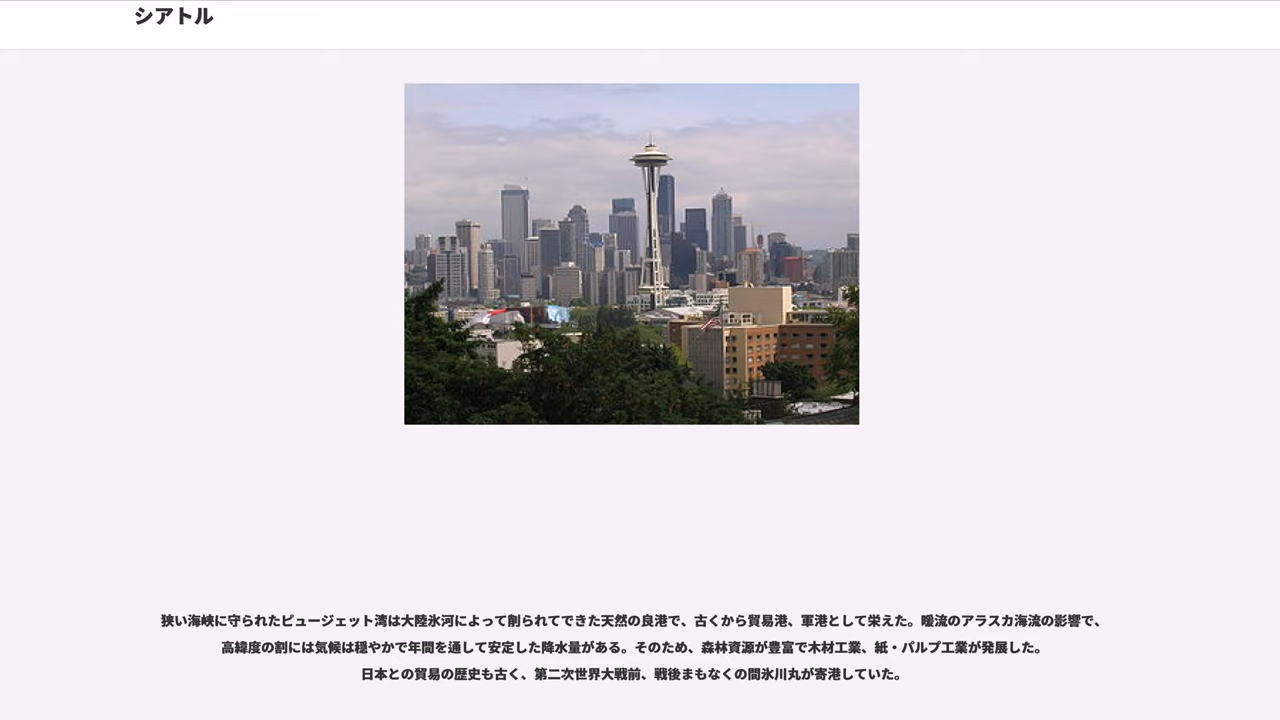 シアトル
狭い海峡に守られたピュージェット湾は大陸氷河によって削られてできた天然の良港で、古くから貿易港、軍港として栄えた。暖流のアラスカ海流の影響で、
高緯度の割には気候は穏やかで年間を通して安定した降水量がある。そのため、森林資源が豊富で木材工業、紙・パルプ工業が発展した。
日本との貿易の歴史も古く、第二次世界大戦前、戦後まもなくの間氷川丸が寄港していた。